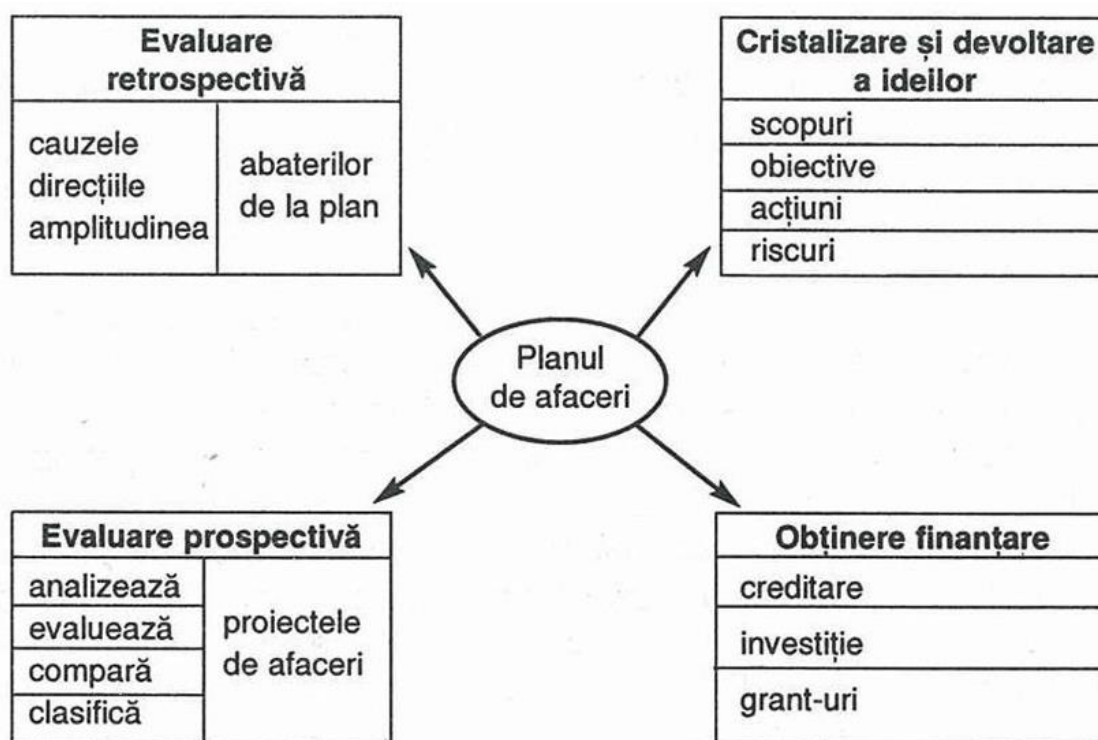 Evaluare
retrospectivă
cauzele
direcțiile
amplitudinea
abaterilor
de la plan
Cristalizare și devoltare
a ideilor
scopuri
obiective
acțiuni
riscuri
Planul
de afaceri
Evaluare prospectivă
analizează
evaluează
compară
clasifică
proiectele
de afaceri
Obținere finanțare
creditare
investiție
grant-uri